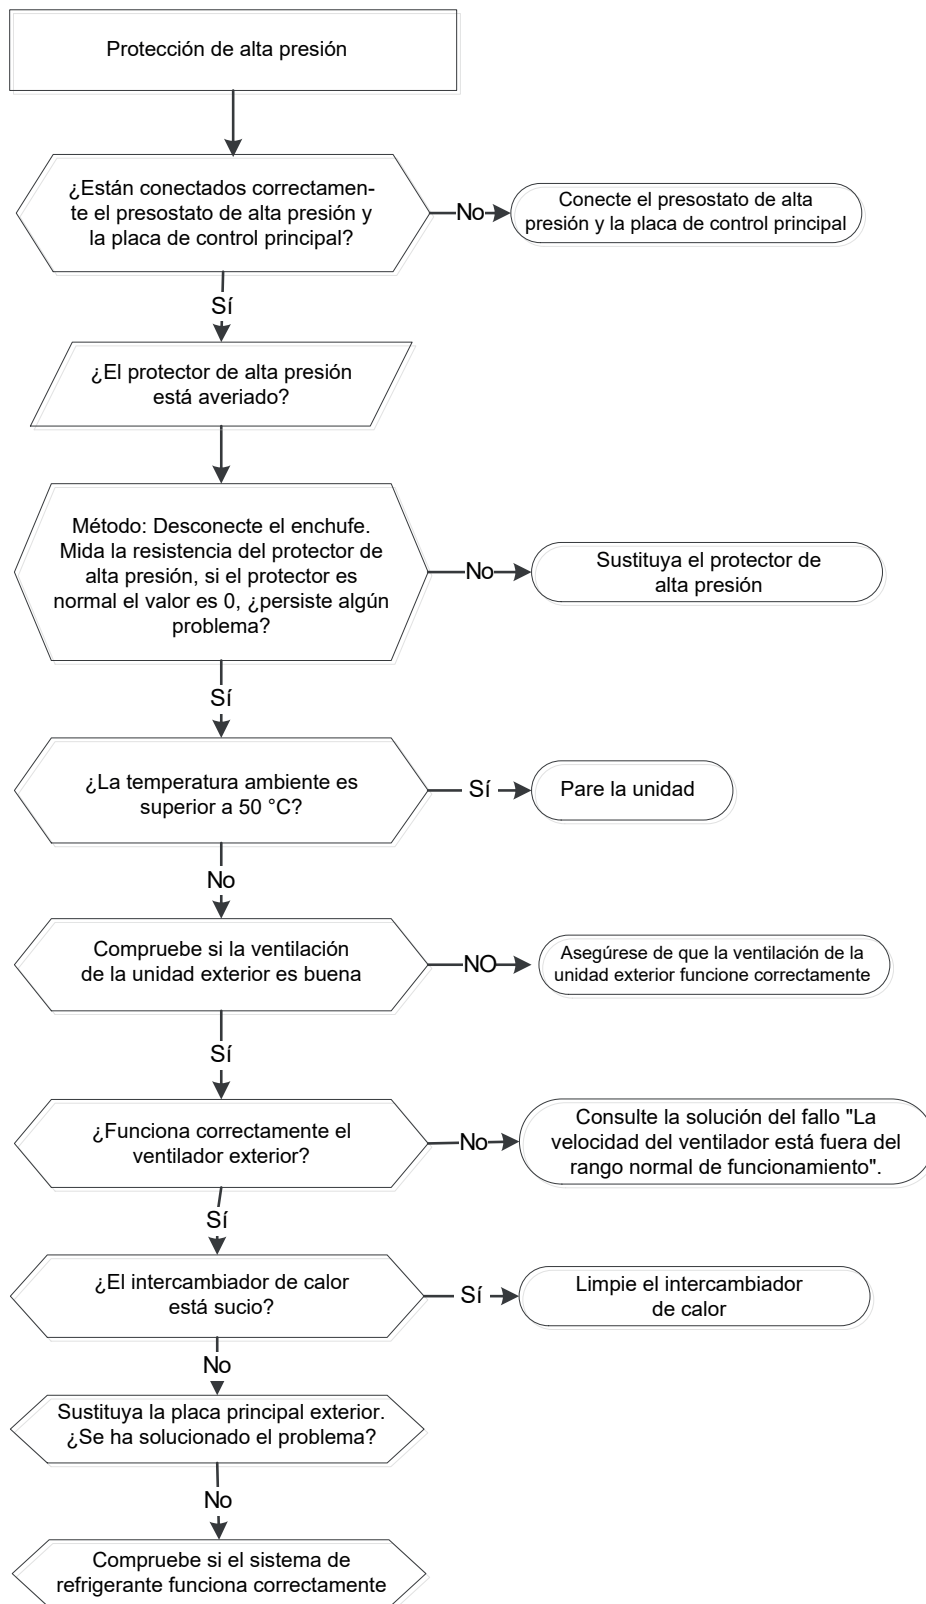 Protección de alta presión
¿Están conectados correctamen-
te el presostato de alta presión y
la placa de control principal?
No
Conecte el presostato de alta
presión y la placa de control principal
Sí
¿El protector de alta presión
está averiado?
Método: Desconecte el enchufe.
Mida la resistencia del protector de
alta presión, si el protector es
normal el valor es 0, ¿persiste algún
problema?
No
Sustituya el protector de
alta presión
Sí
¿La temperatura ambiente es
superior a 50 °C?
Sí
Pare la unidad
No
Compruebe si la ventilación
de la unidad exterior es buena
NO
Asegúrese de que la ventilación de la
unidad exterior funcione correctamente
Sí
¿Funciona correctamente el
ventilador exterior?
No
Consulte la solución del fallo "La
velocidad del ventilador está fuera del
rango normal de funcionamiento".
Sí
¿El intercambiador de calor
está sucio?
Sí
Limpie el intercambiador
de calor
No
Sustituya la placa principal exterior.
¿Se ha solucionado el problema?
No
Compruebe si el sistema de
refrigerante funciona correctamente